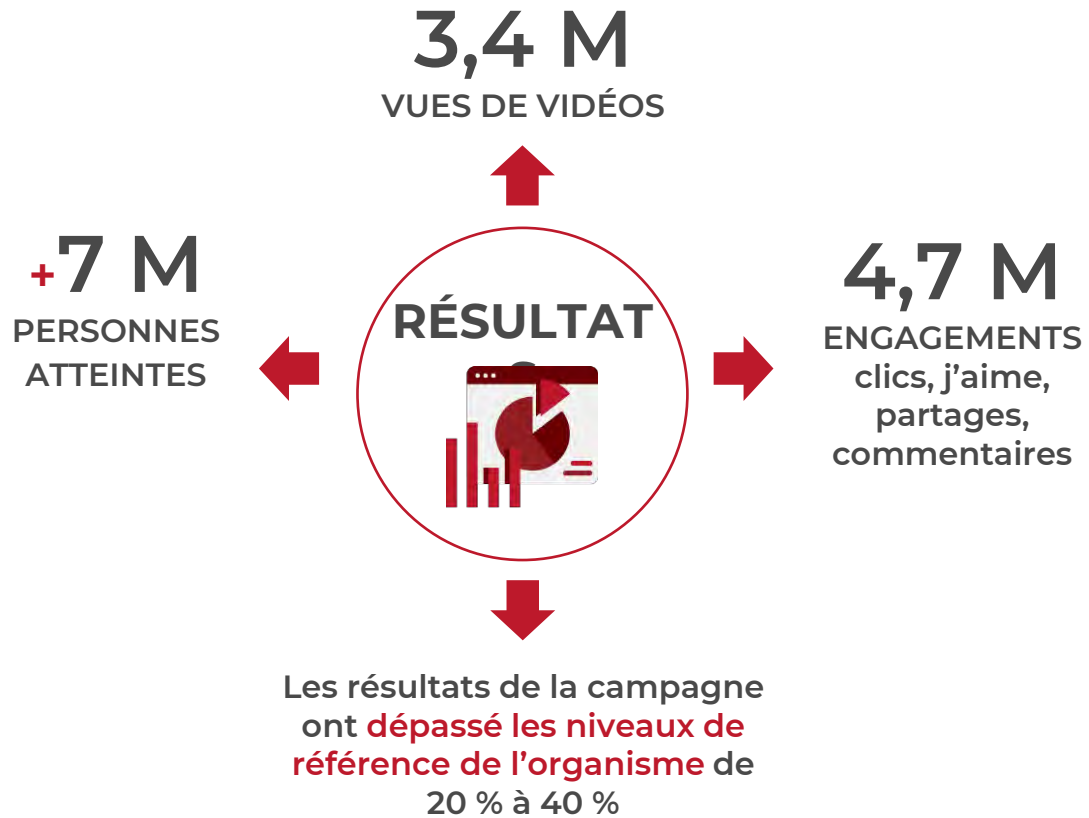 3,4 M
VUES DE VIDÉOS
+7 M
PERSONNES
ATTEINTES
RÉSULTAT
4,7 M
ENGAGEMENTS
clics, j’aime,
partages,
commentaires
Les résultats de la campagne
ont dépassé les niveaux de
référence de l’organisme de
20 % à 40 %